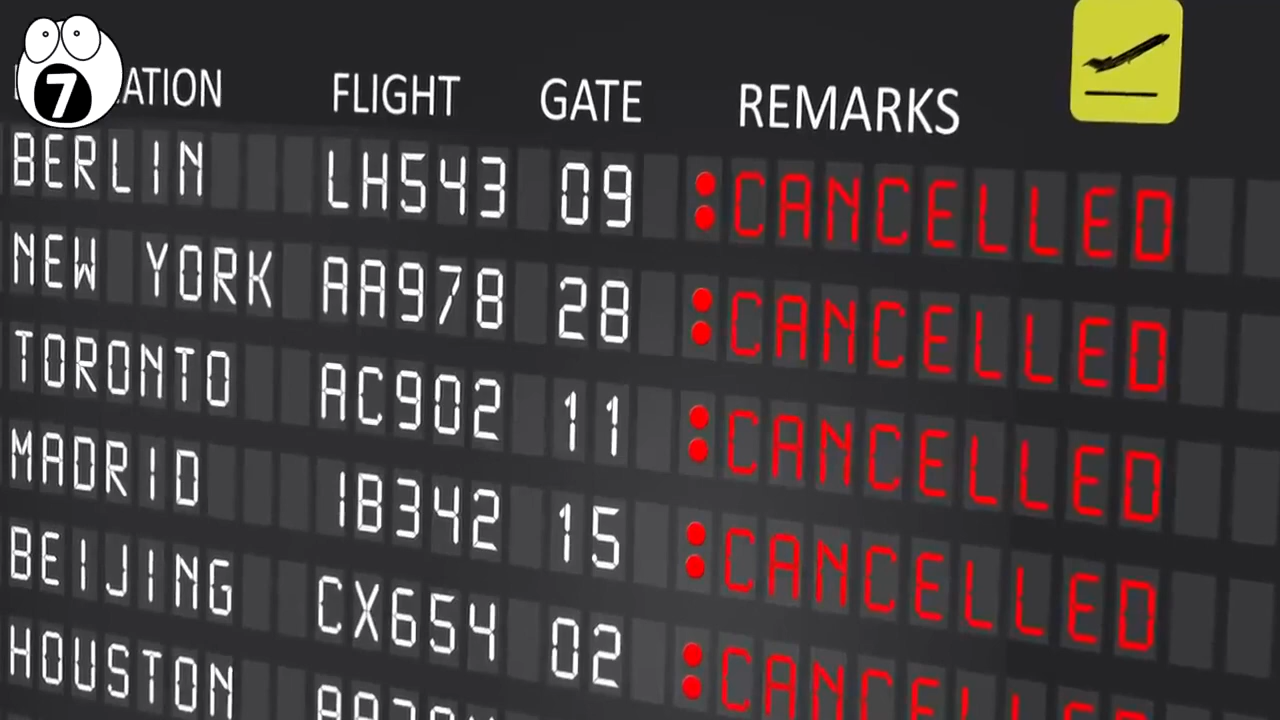 7
FLIGHT GATE REMARKS
BERLIN LH543 09 CANCELLED
NEW YORK AA978 28 CANCELLED
TORONTO AC902 11 CANCELLED
MADRID IB342 15 CANCELLED
BEIJING CX654 02 CANCELLED
HOUSTON